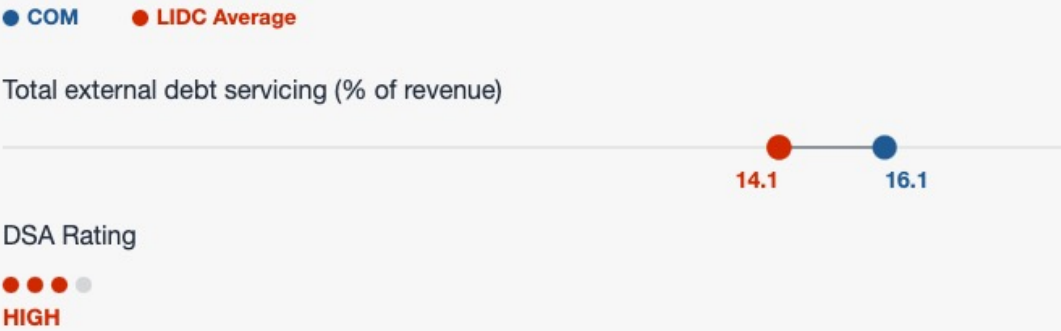 COM LIDC Average
Total external debt servicing (% of revenue)
14.1 16.1
DSA Rating
HIGH